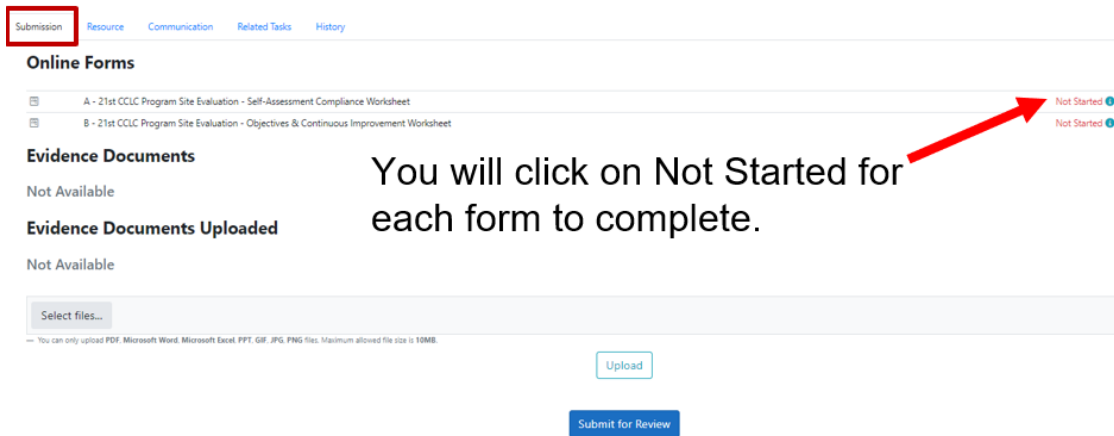 Submission Resource Communication Related Tasks History
Online Forms
A - 21st CCLC Program Site Evaluation - Self-Assessment Compliance Worksheet Not Started
B - 21st CCLC Program Site Evaluation - Objectives & Continuous Improvement Worksheet Not Started
Evidence Documents
Not Available
You will click on Not Started for
each form to complete.
Evidence Documents Uploaded
Not Available
Select files...
— You can only upload PDF, Microsoft Word, Microsoft Excel, PPT, GIF, JPG, PNG files. Maximum allowed file size is 10MB.
Upload
Submit for Review